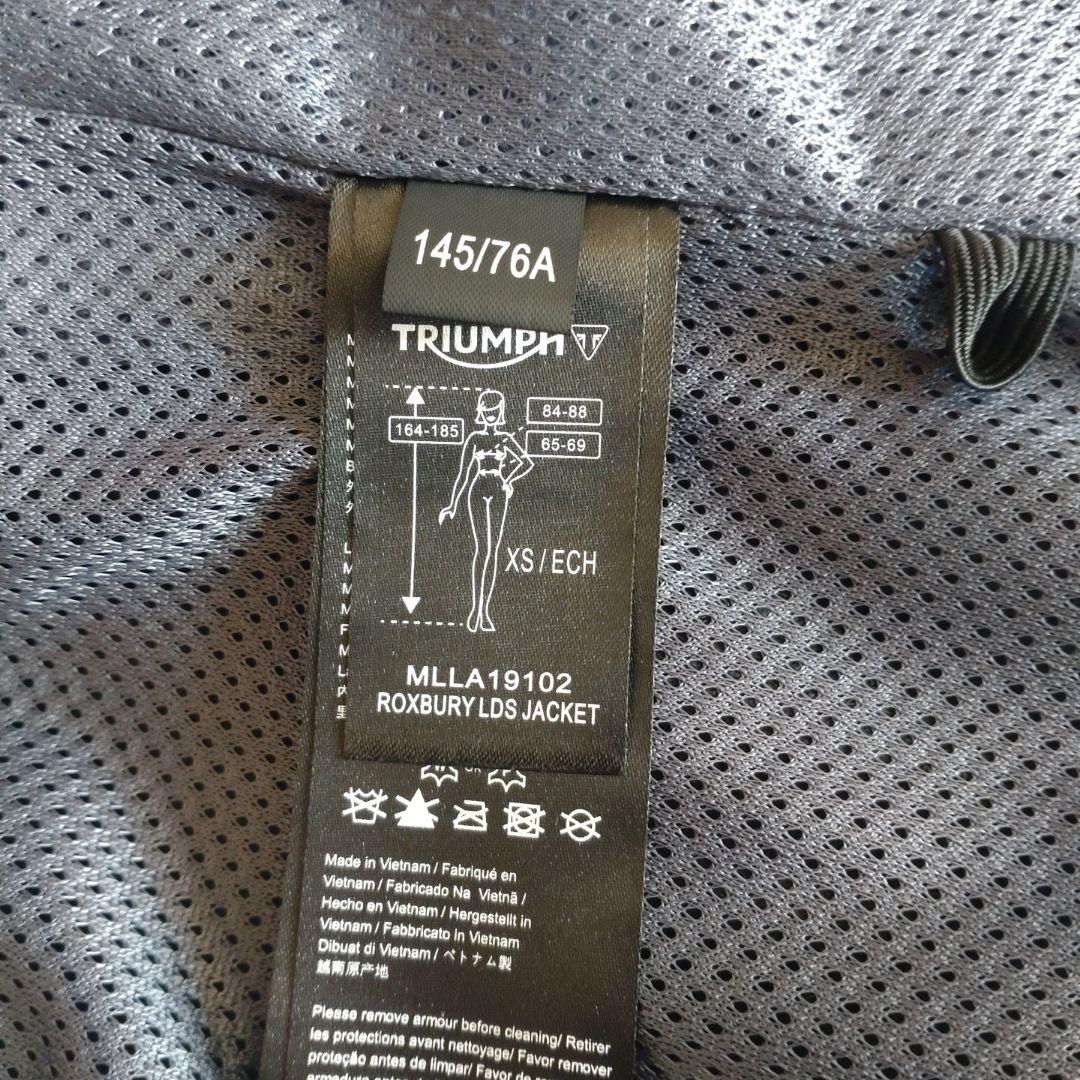 145/76A
TRIUMPH
84-88
164-185
65-69
XS / ECH
MLLA19102
ROXBURY LDS JACKET
Made in Vietnam / Fabriqué en
Vietnam / Fabricado Na Vietnã /
Hecho en Vietnam / Hergestellt in
Vietnam / Fabbricato in Vietnam
Dibuat di Vietnam / ベトナム製
越南原产地
Please remove armour before cleaning/ Retirer
les protections avant nettoyage/ Favor remover
proteção antes de limpar/ Favor de